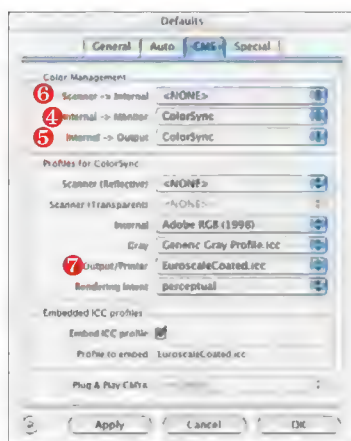 Defaults
General Auto CMS Special
Color Management
6 Scanner -> Internal <NONE>
4 Internal -> Monitor ColorSync
5 Internal -> Output ColorSync
Profiles for ColorSync
Scanner (Reflective) <NONE>
Scanner (Transparent) <NONE>
Internal Adobe RGB (1998)
Gray Generic Gray Profile.icc
7 Output/Printer EuroscaleCoated.icc
Rendering Intent perceptual
Embedded ICC profiles
Embed ICC profile
Profile to embed EuroscaleCoated.icc
Plug & Play CMYK
Apply Cancel OK